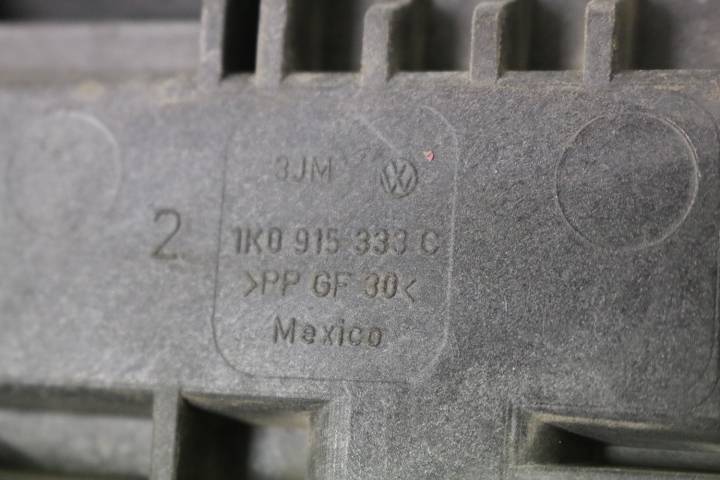 3JM
2
1K0 915 333 C
>PP GF 30<
Mexico